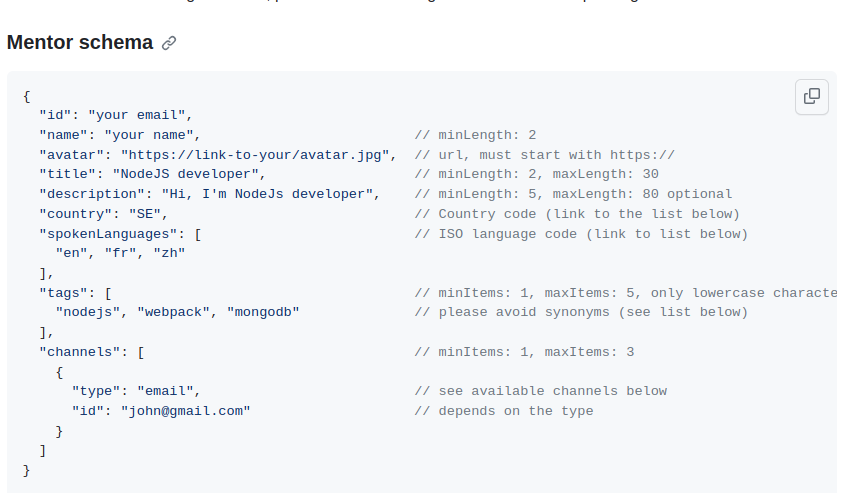 Mentor schema
{
  "id": "your email",
  "name": "your name",                          // minLength: 2
  "avatar": "https://link-to-your/avatar.jpg",  // url, must start with https://
  "title": "NodeJS developer",                  // minLength: 2, maxLength: 30
  "description": "Hi, I'm NodeJs developer",    // minLength: 5, maxLength: 80 optional
  "country": "SE",                              // Country code (link to the list below)
  "spokenLanguages": [                          // ISO language code (link to list below)
    "en", "fr", "zh"
  ],
  "tags": [                                     // minItems: 1, maxItems: 5, only lowercase characte
    "nodejs", "webpack", "mongodb"              // please avoid synonyms (see list below)
  ],
  "channels": [                                 // minItems: 1, maxItems: 3
    {
      "type": "email",                          // see available channels below
      "id": "john@gmail.com"                    // depends on the type
    }
  ]
}